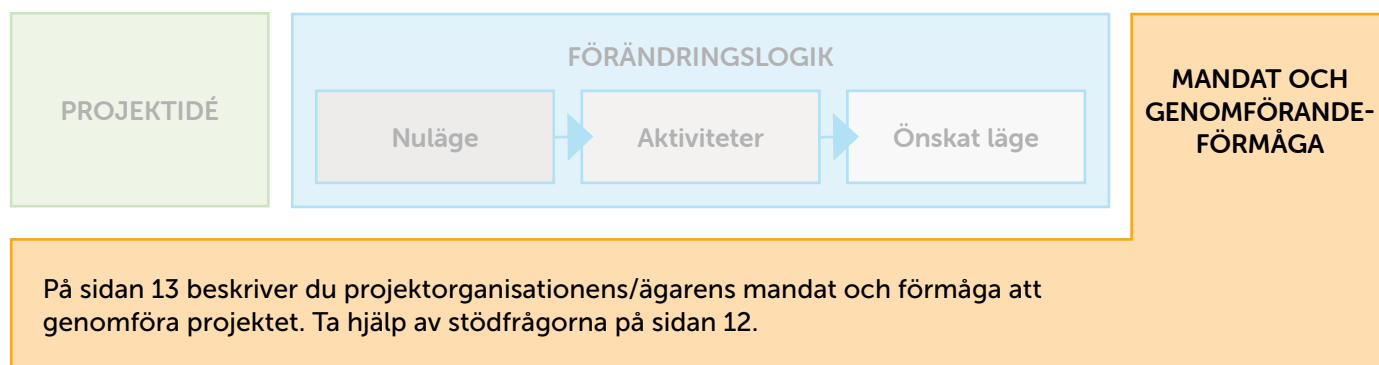 PROJEKTIDÉ
FÖRÄNDRINGSLOGIK
Nuläge
Aktiviteter
Önskat läge
MANDAT OCH
GENOMFÖRANDE-
FÖRMÅGA
På sidan 13 beskriver du projektorganisationens/ägarens mandat och förmåga att
genomföra projektet. Ta hjälp av stödfrågorna på sidan 12.